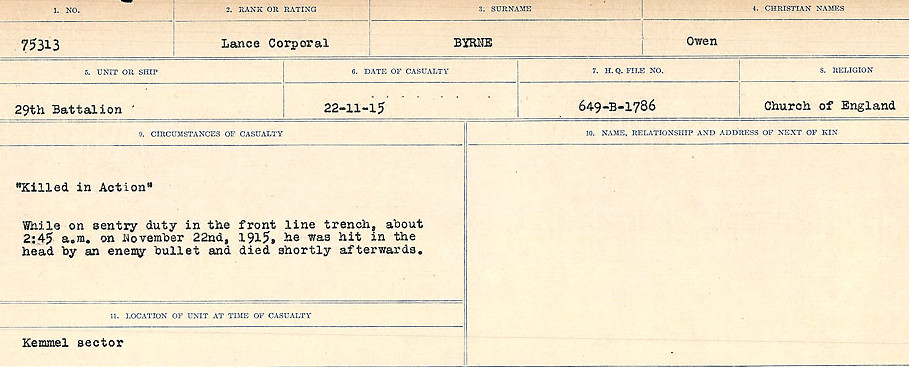 1. NO.
2. RANK OR RATING
3. SURNAME
4. CHRISTIAN NAMES
75313
Lance Corporal
BYRNE
Owen
5. UNIT OR SHIP
6. DATE OF CASUALTY
7. H.Q. FILE NO.
8. RELIGION
29th Battalion
22-11-15
649-B-1786
Church of England
9. CIRCUMSTANCES OF CASUALTY
10. NAME, RELATIONSHIP AND ADDRESS OF NEXT OF KIN
"Killed in Action"
While on sentry duty in the front line trench, about
2:45 a.m. on November 22nd, 1915, he was hit in the
head by an enemy bullet and died shortly afterwards.
11. LOCATION OF UNIT AT TIME OF CASUALTY
Kemmel sector